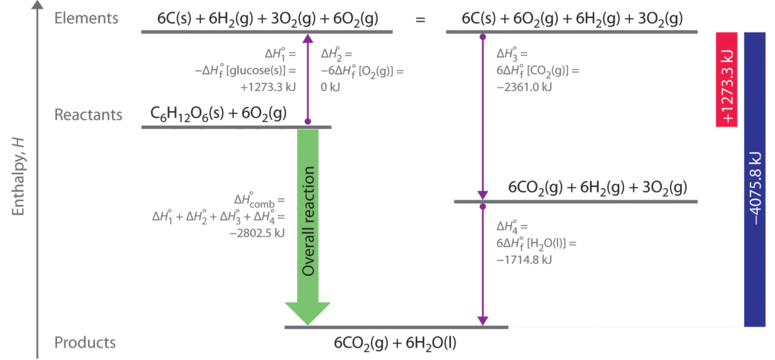 Elements
6C(s) + 6H₂(g) + 3O₂(g) + 6O₂(g)
=
6C(s) + 6O₂(g) + 6H₂(g) + 3O₂(g)
ΔH°₁ =
−ΔH°f [glucose(s)] =
+1273.3 kJ
ΔH°₂ =
−6ΔH°f [O₂(g)] =
0 kJ
ΔH°₃ =
6ΔH°f [CO₂(g)] =
−2361.0 kJ
+1273.3 kJ
−4075.8 kJ
Enthalpy, H
Reactants
C₆H₁₂O₆(s) + 6O₂(g)
6CO₂(g) + 6H₂(g) + 3O₂(g)
ΔH°comb =
ΔH°₁ + ΔH°₂ + ΔH°₃ + ΔH°₄ =
−2802.5 kJ
Overall reaction
ΔH°₄ =
6ΔH°f [H₂O(l)] =
−1714.8 kJ
Products
6CO₂(g) + 6H₂O(l)